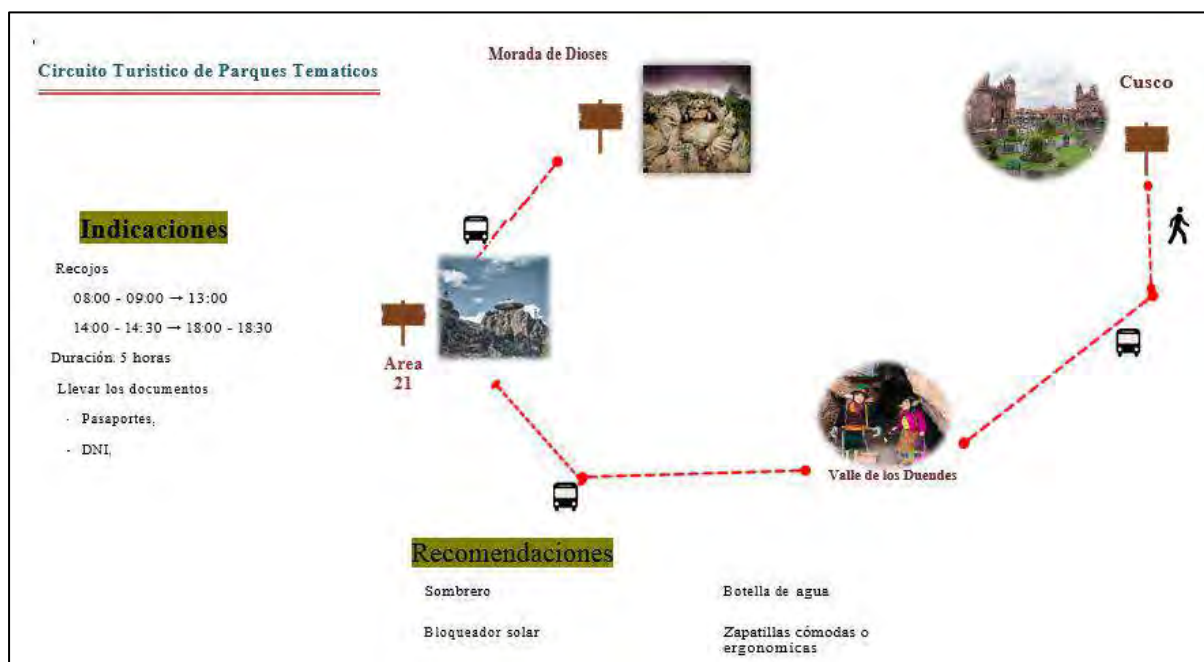 Circuito Turistico de Parques Tematicos
Morada de Dioses
Cusco
Indicaciones
Recojos
08:00 - 09:00 → 13:00
14:00 - 14:30 → 18:00 - 18:30
Duración: 5 horas
Llevar los documentos
- Pasaportes,
- DNI,
Area
21
Valle de los Duendes
Recomendaciones
Sombrero
Botella de agua
Bloqueador solar
Zapatillas cómodas o
ergonomicas